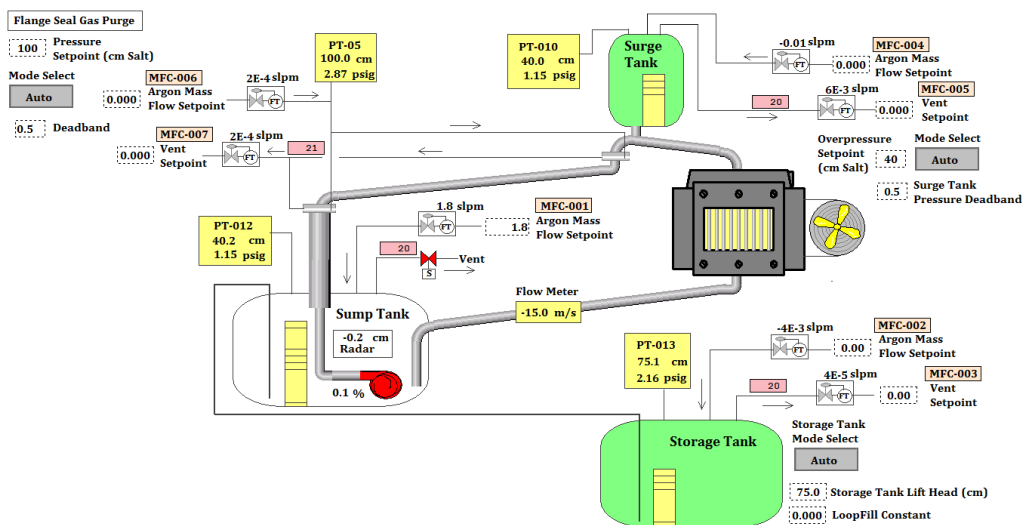 Flange Seal Gas Purge
100 Pressure
Setpoint (cm Salt)
Mode Select
Auto
0.5 Deadband
MFC-006
0.000 Argon Mass
Flow Setpoint
2E-4 slpm
FT
MFC-007
0.000 Vent
Setpoint
2E-4 slpm
FT
21
PT-05
100.0 cm
2.87 psig
PT-010
40.0 cm
1.15 psig
Surge
Tank
-0.01 slpm
FT
MFC-004
0.000 Argon Mass
Flow Setpoint
20
6E-3 slpm
FT
MFC-005
0.000 Vent
Setpoint
Overpressure
Setpoint
(cm Salt)
40
Mode Select
Auto
0.5 Surge Tank
Pressure Deadband
PT-012
40.2 cm
1.15 psig
1.8 slpm
FT
MFC-001
1.8 Argon Mass
Flow Setpoint
20
S
Vent
Sump Tank
-0.2 cm
Radar
0.1 %
Flow Meter
-15.0 m/s
PT-013
75.1 cm
2.16 psig
-4E-3 slpm
FT
MFC-002
0.00 Argon Mass
Flow Setpoint
20
4E-5 slpm
FT
MFC-003
0.00 Vent
Setpoint
Storage Tank
Storage Tank
Mode Select
Auto
75.0 Storage Tank Lift Head (cm)
0.000 LoopFill Constant